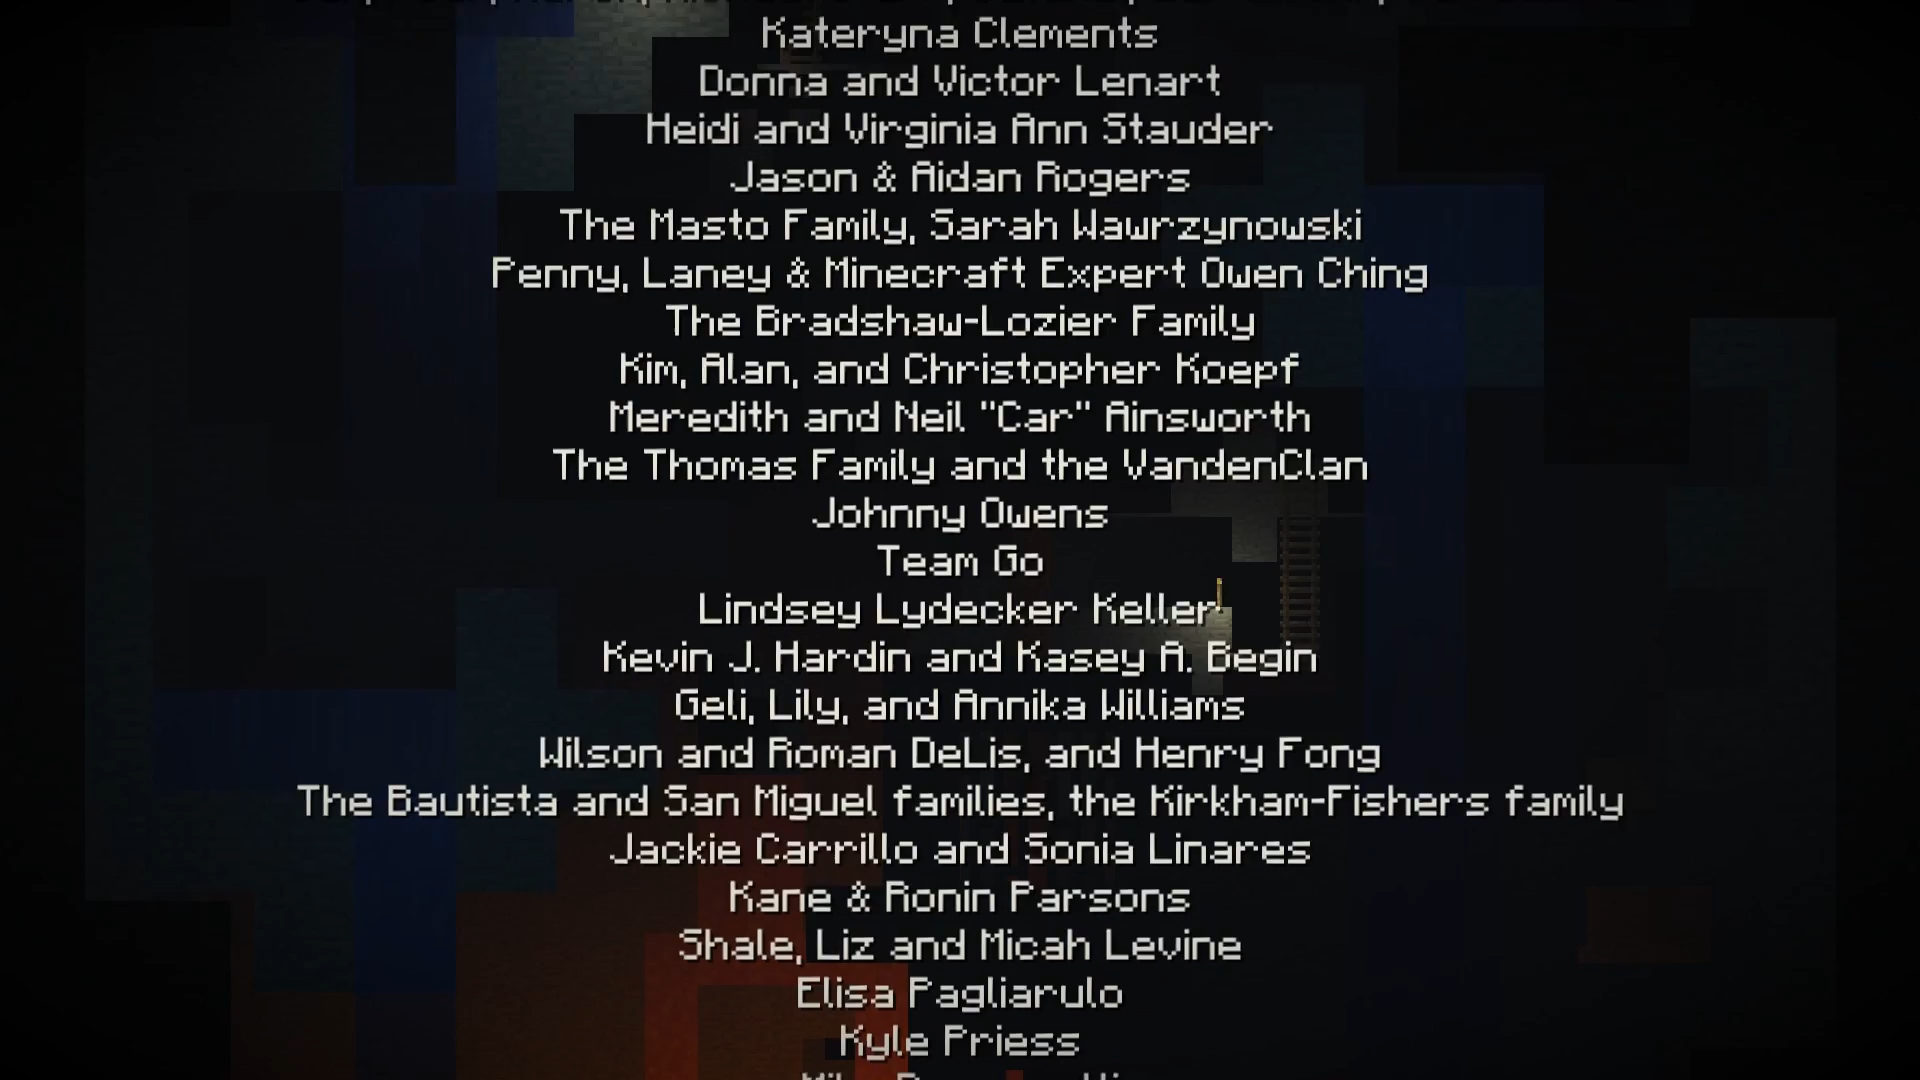 Kateryna Clements
Donna and Victor Lenart
Heidi and Virginia Ann Stauder
Jason & Aidan Rogers
The Masto Family, Sarah Wawrzynowski
Penny, Laney & Minecraft Expert Owen Ching
The Bradshaw-Lozier Family
Kim, Alan, and Christopher Koepf
Meredith and Neil "Car" Ainsworth
The Thomas Family and the VandenClan
Johnny Owens
Team Go
Lindsey Lydecker Keller
Kevin J. Hardin and Kasey A. Begin
Geli, Lily, and Annika Williams
Wilson and Roman DeLis, and Henry Fong
The Bautista and San Miguel families, the Kirkham-Fishers family
Jackie Carrillo and Sonia Linares
Kane & Ronin Parsons
Shale, Liz and Micah Levine
Elisa Pagliarulo
Kyle Priess